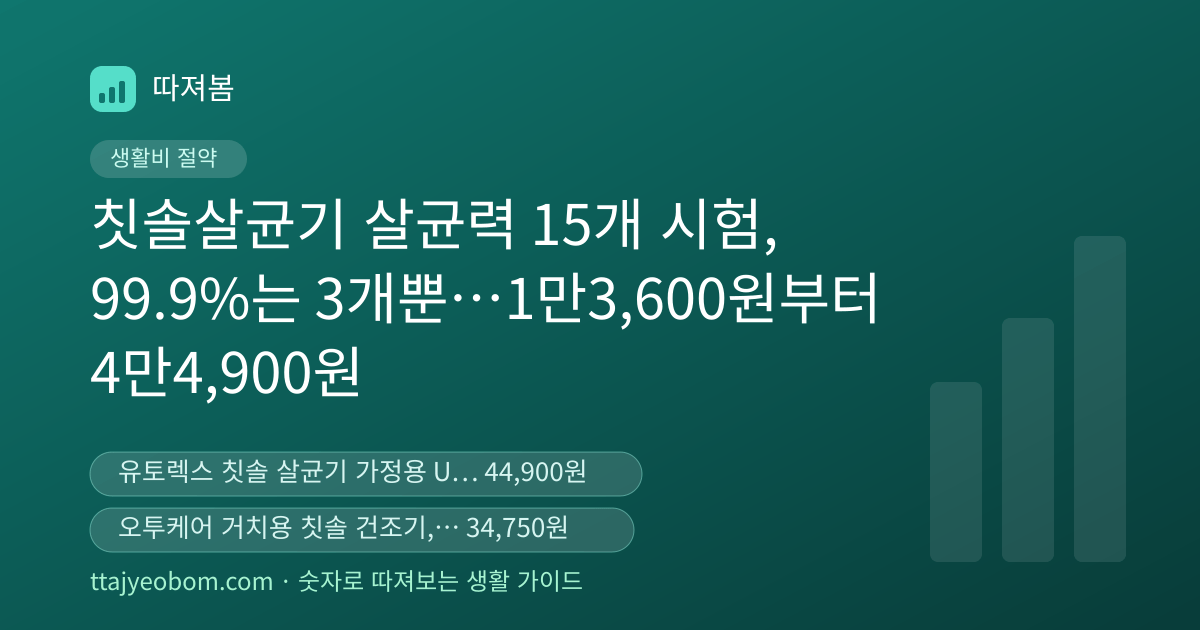 따져봄
생활비 절약
칫솔살균기 살균력 15개 시험,
99.9%는 3개뿐…1만3,600원부터
4만4,900원
유토렉스 칫솔 살균기 가정용 U… 44,900원
오투케어 거치용 칫솔 건조기,… 34,750원
ttajyeobom.com · 숫자로 따져보는 생활 가이드